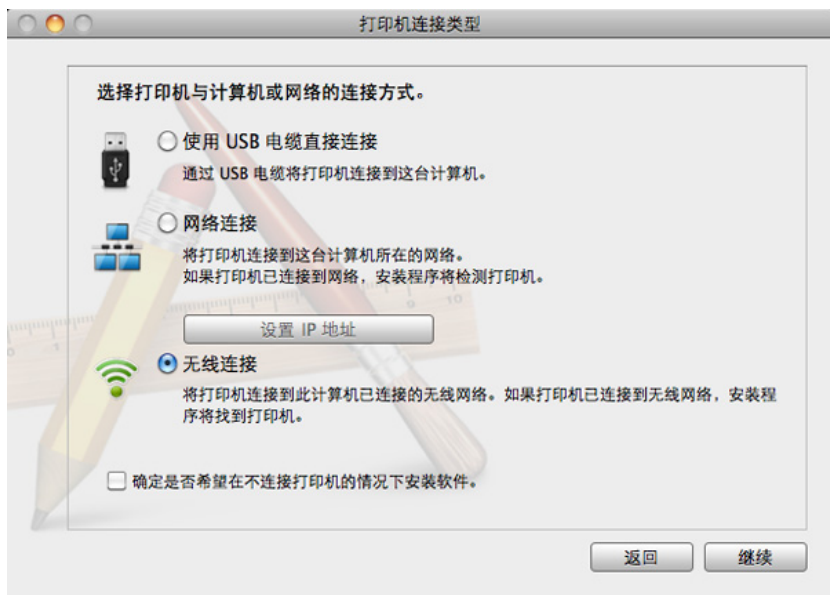 打印机连接类型
选择打印机与计算机或网络的连接方式。
使用 USB 电缆直接连接
通过 USB 电缆将打印机连接到这台计算机。
网络连接
将打印机连接到这台计算机所在的网络。
如果打印机已连接到网络，安装程序将检测打印机。
设置 IP 地址
无线连接
将打印机连接到此计算机已连接的无线网络。如果打印机已连接到无线网络，安装程
序将找到打印机。
确定是否希望在不连接打印机的情况下安装软件。
返回
继续